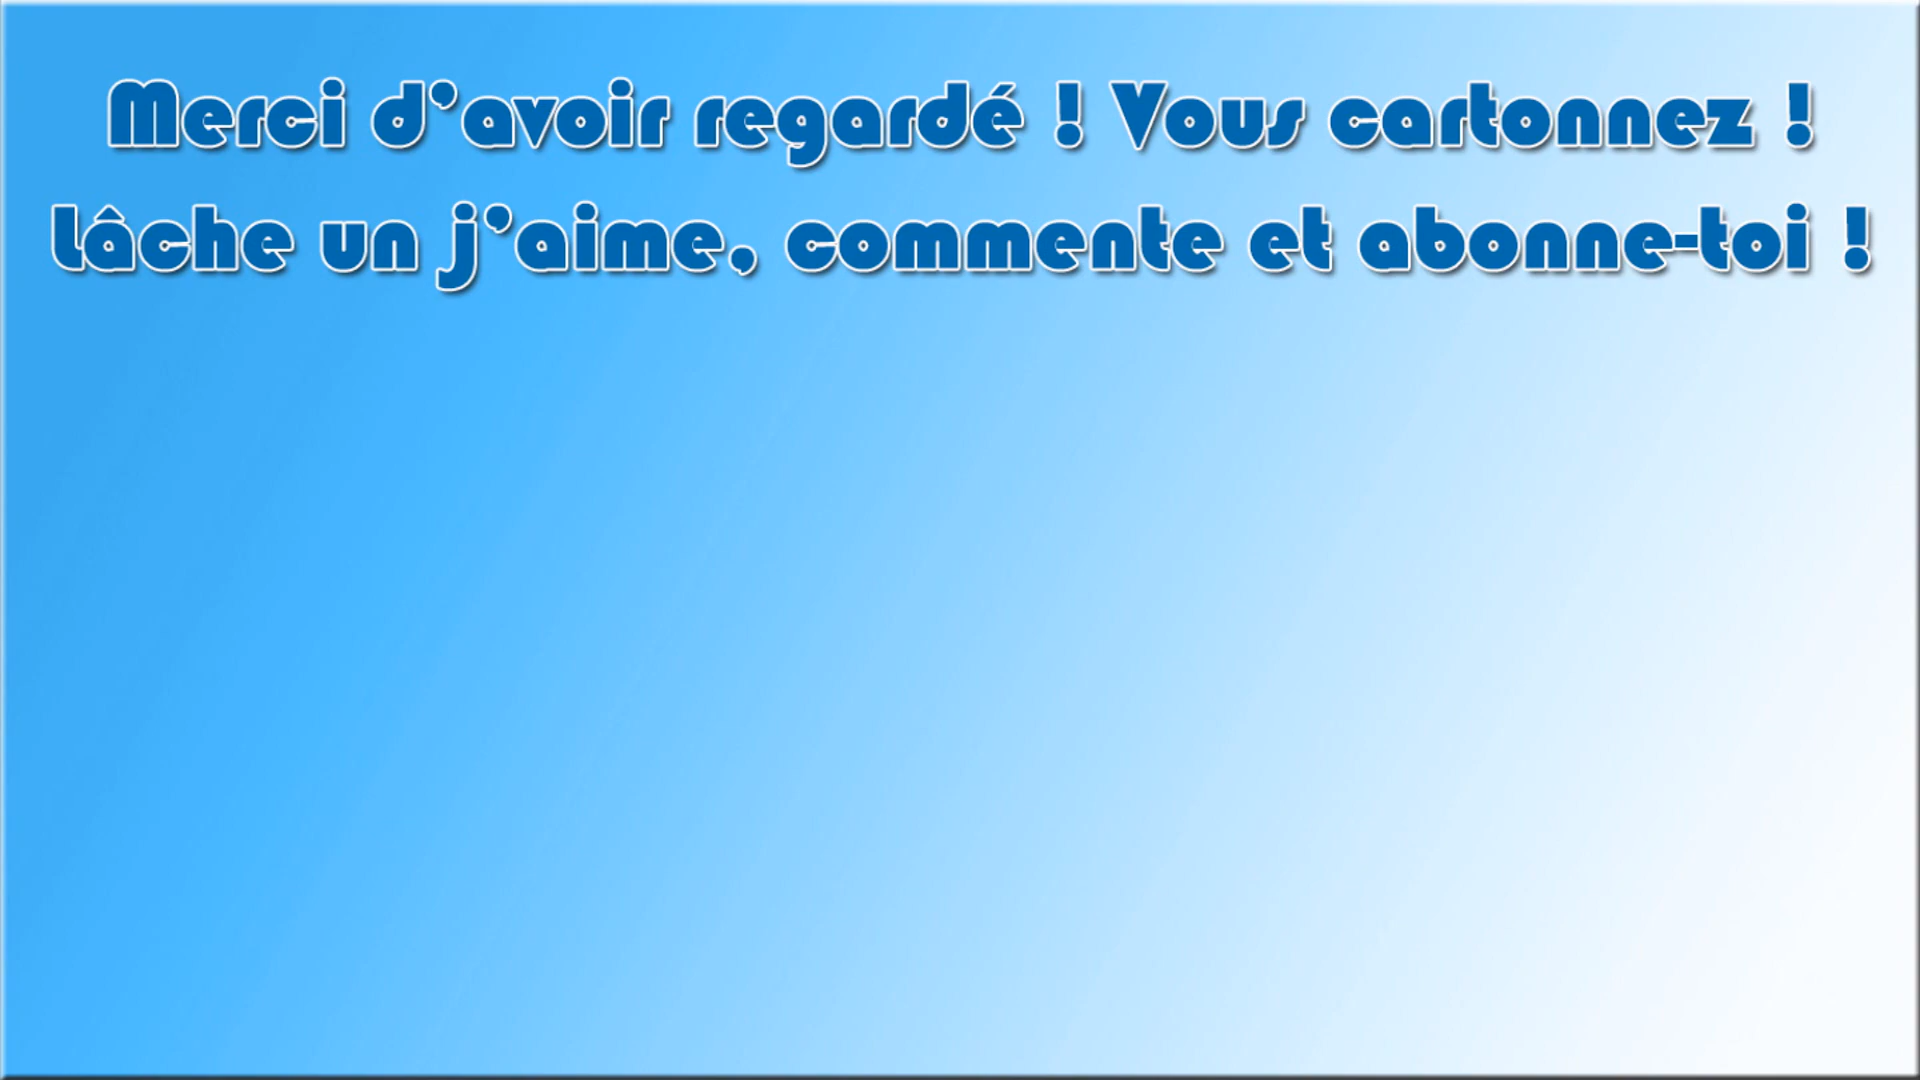 Merci d’avoir regardé ! Vous cartonnez !
Lâche un j’aime, commente et abonne-toi !